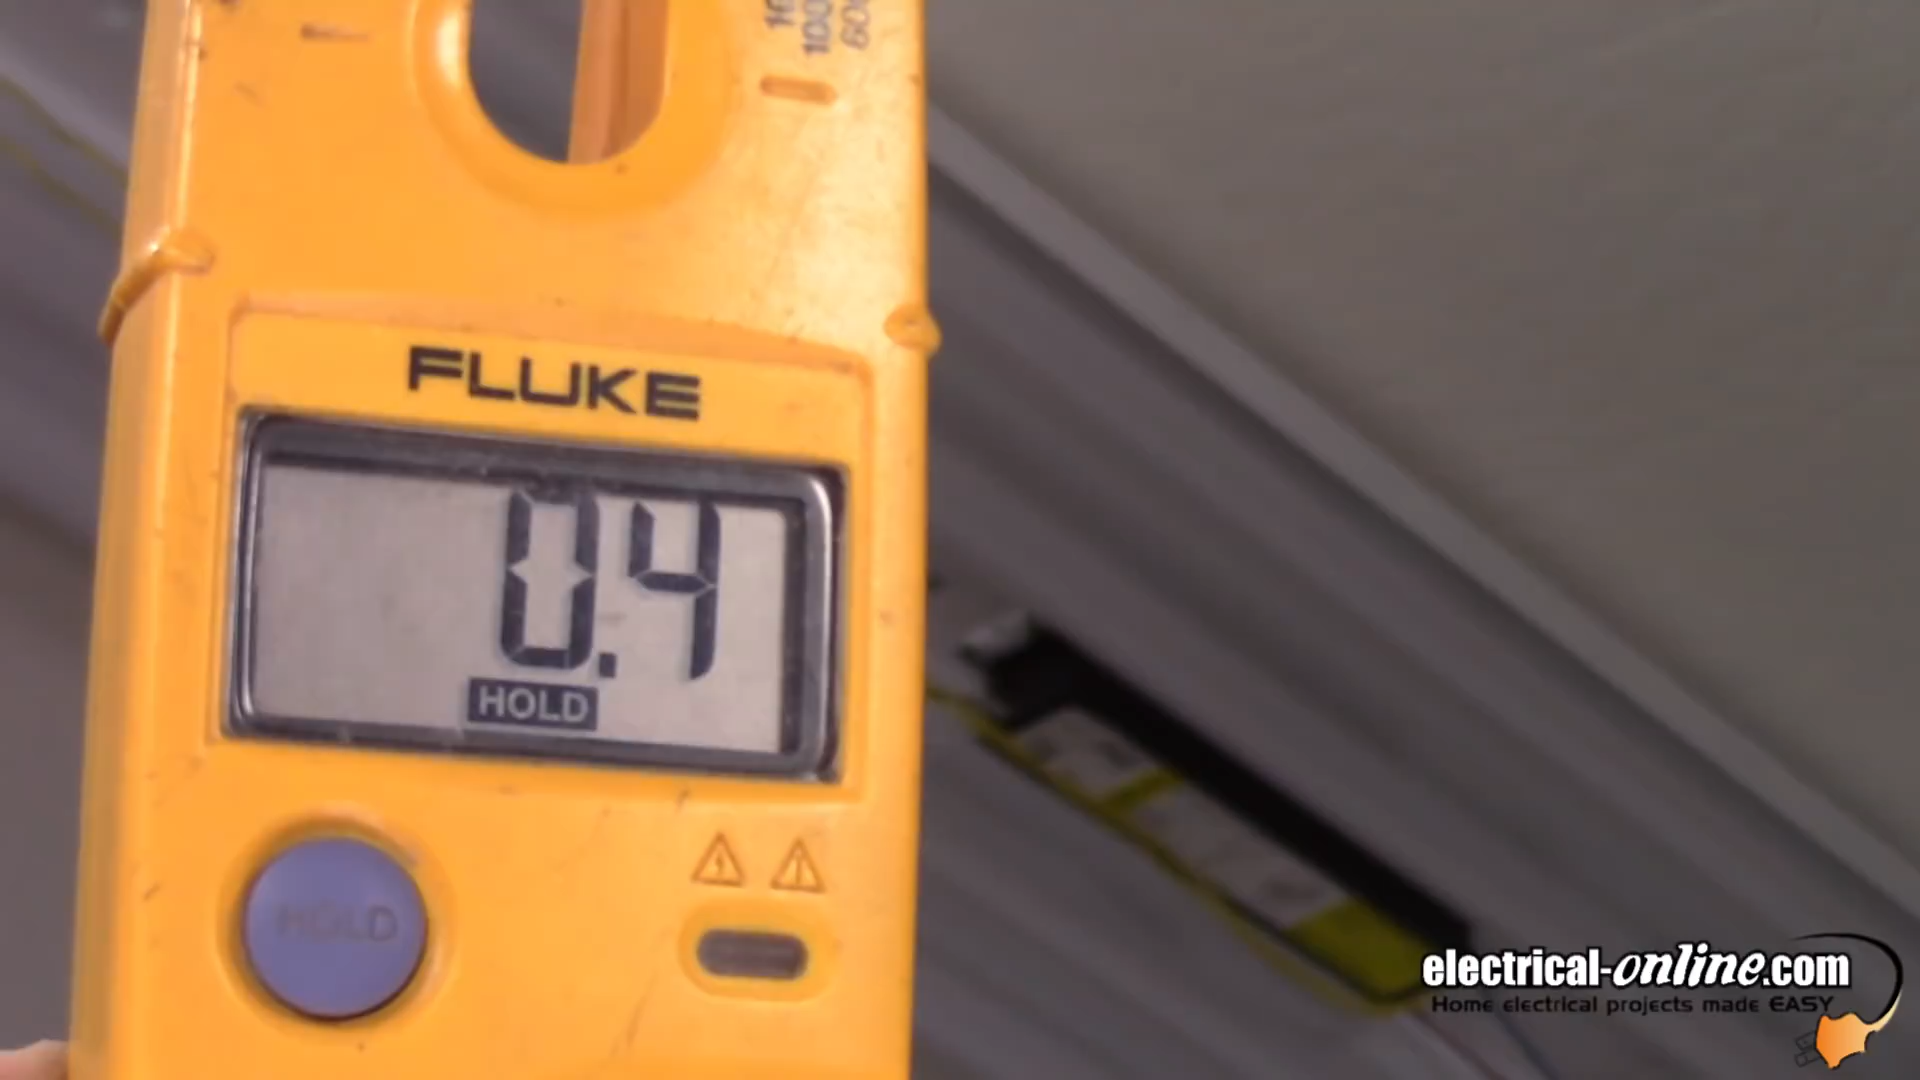 FLUKE
0.4
HOLD
HOLD
electrical-online.com
Home electrical projects made EASY